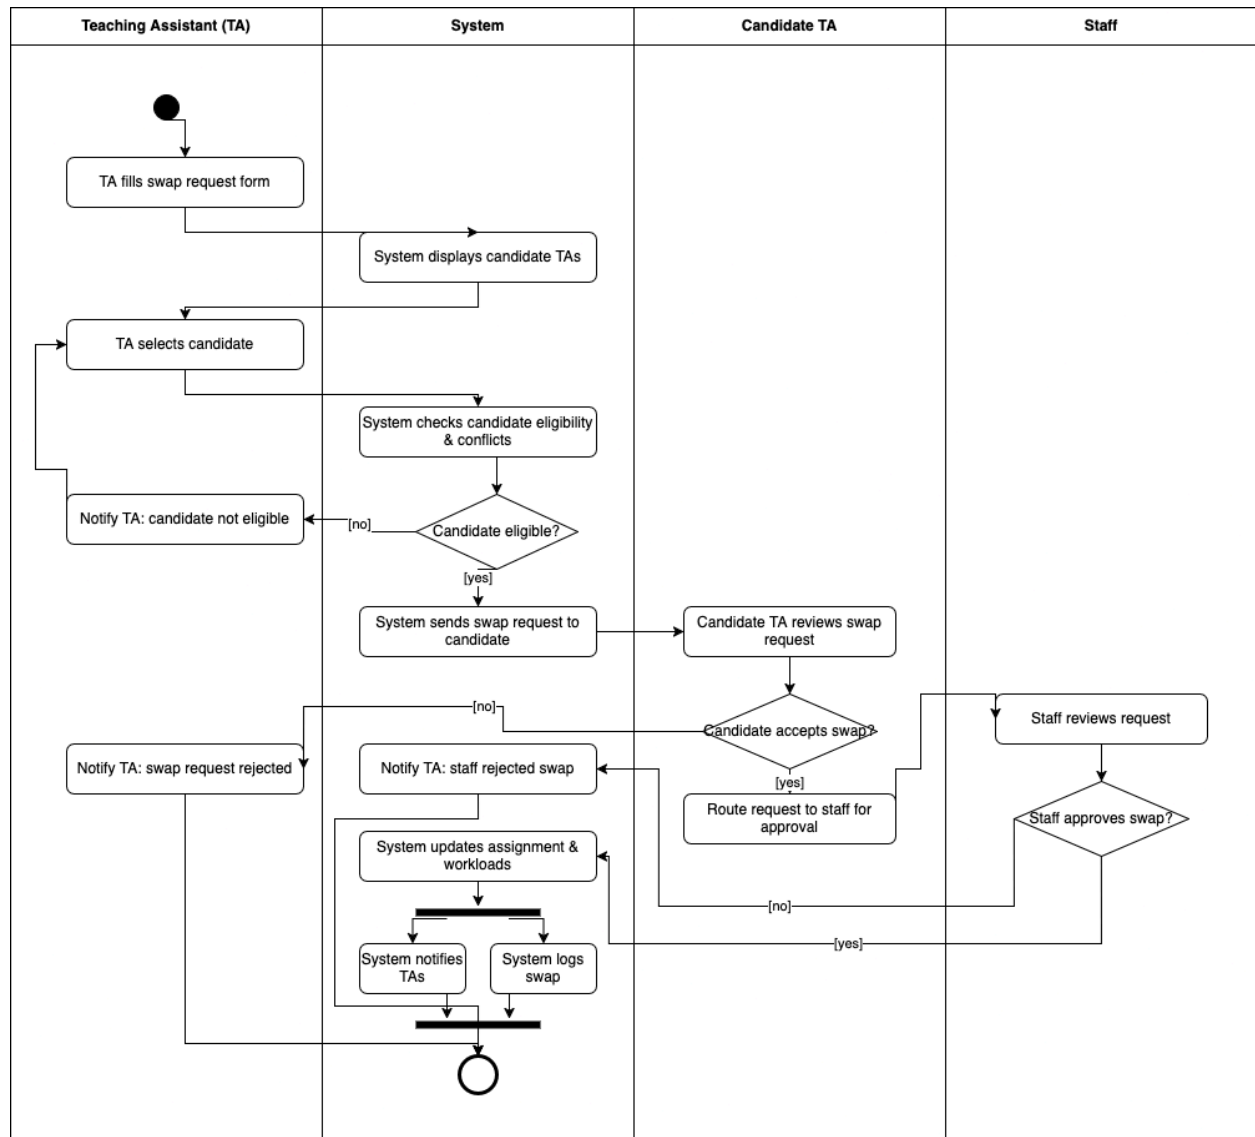 Teaching Assistant (TA)
System
Candidate TA
Staff
TA fills swap request form
System displays candidate TAs
TA selects candidate
System checks candidate eligibility
& conflicts
Notify TA: candidate not eligible
[no]
Candidate eligible?
[yes]
System sends swap request to
candidate
Candidate TA reviews swap
request
[no]
Candidate accepts swap?
Staff reviews request
Notify TA: swap request rejected
Notify TA: staff rejected swap
[yes]
Route request to staff for
approval
Staff approves swap?
System updates assignment &
workloads
[no]
[yes]
System notifies
TAs
System logs
swap